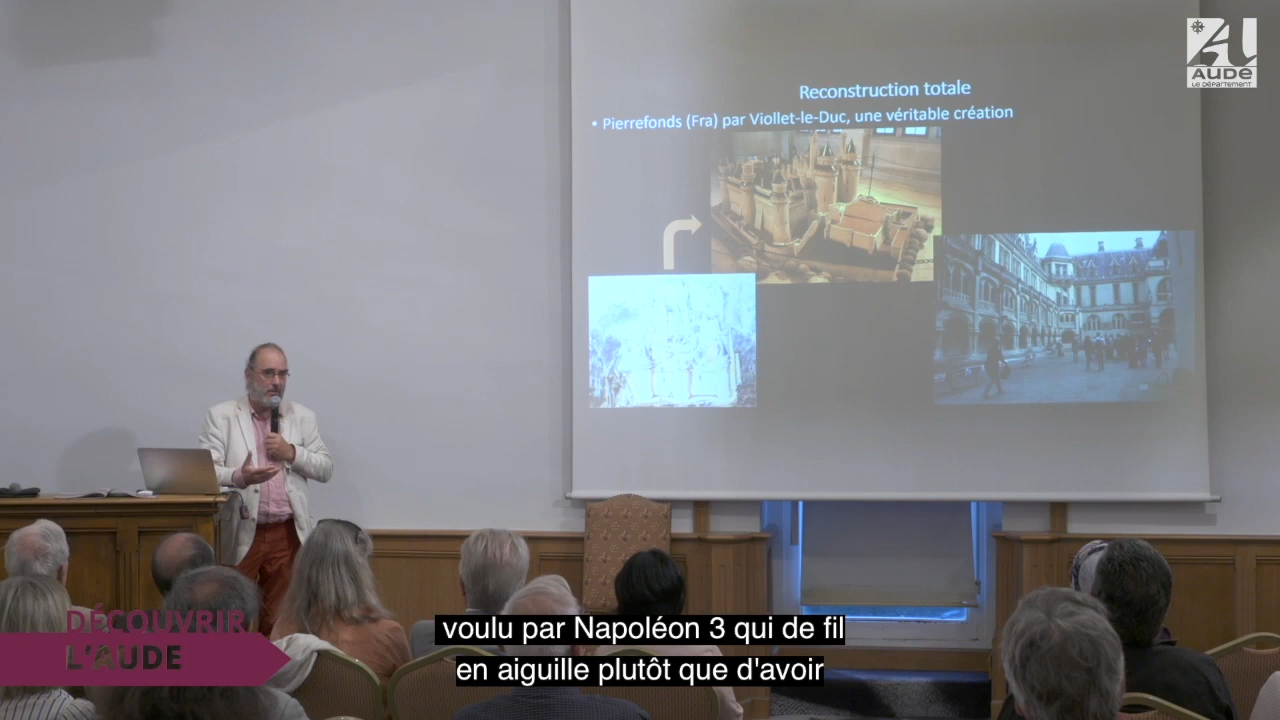 AUDE
LE DÉPARTEMENT
Reconstruction totale
• Pierrefonds (Fra) par Viollet-le-Duc, une véritable création
DÉCOUVRIR
L'AUDE
voulu par Napoléon 3 qui de fil
en aiguille plutôt que d'avoir